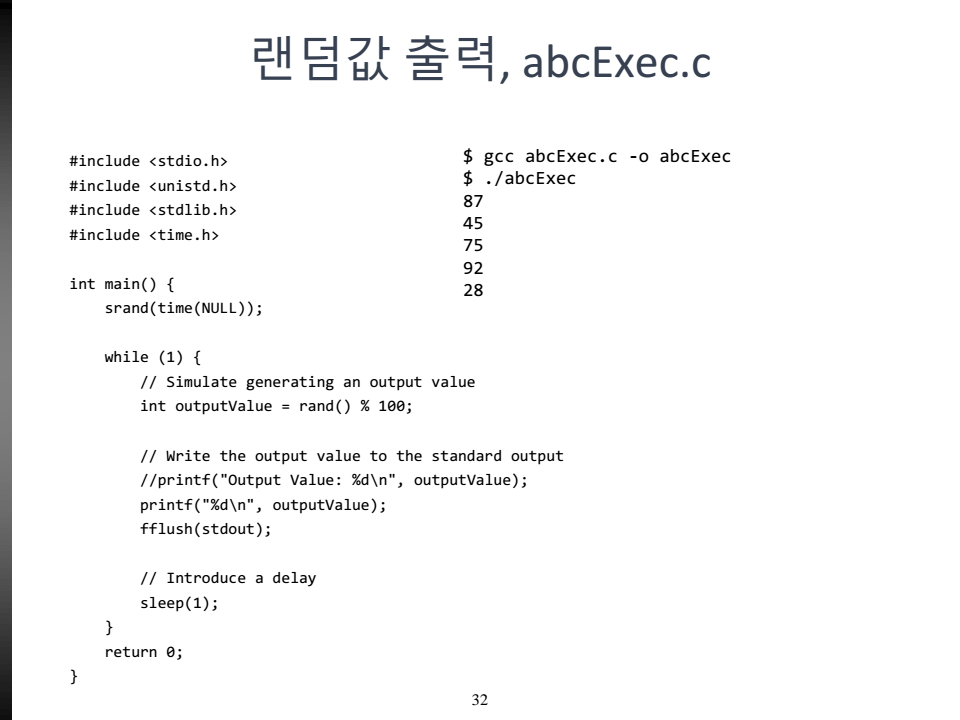 랜덤값 출력, abcExec.c
#include <stdio.h>
#include <unistd.h>
#include <stdlib.h>
#include <time.h>
int main() {
    srand(time(NULL));
    while (1) {
        // Simulate generating an output value
        int outputValue = rand() % 100;
        // Write the output value to the standard output
        //printf("Output Value: %d\n", outputValue);
        printf("%d\n", outputValue);
        fflush(stdout);
        // Introduce a delay
        sleep(1);
    }
    return 0;
}
$ gcc abcExec.c -o abcExec
$ ./abcExec
87
45
75
92
28
32